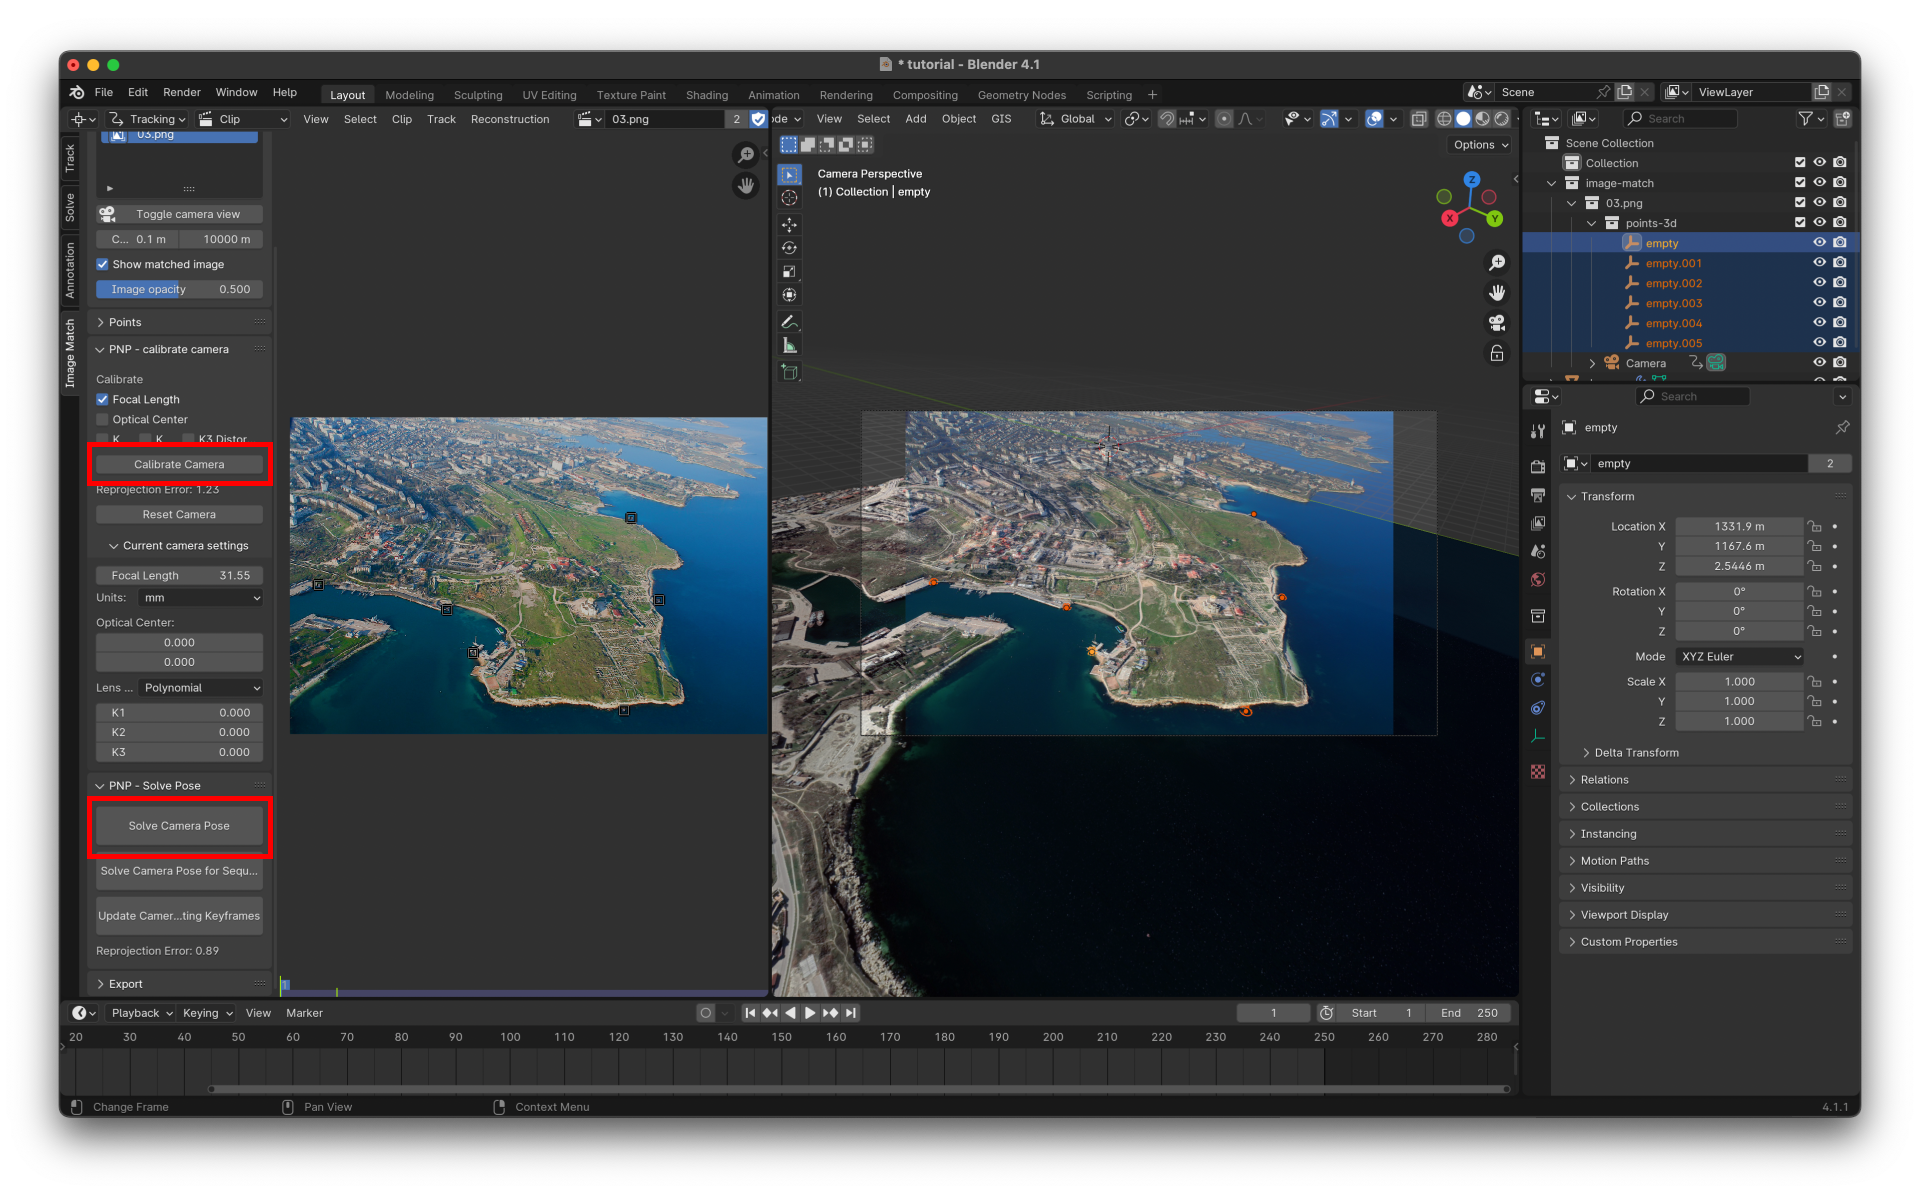 * tutorial - Blender 4.1
File Edit Render Window Help
Layout Modeling Sculpting UV Editing Texture Paint Shading Animation Rendering Compositing Geometry Nodes Scripting +
Scene
ViewLayer
Tracking Clip View Select Clip Track Reconstruction 03.png 2
de View Select Add Object GIS Global
Search
03.png
Toggle camera view
C... 0.1 m 10000 m
Show matched image
Image opacity 0.500
Points
PNP - calibrate camera
Calibrate
Focal Length
Optical Center
K K K3 Distor
Calibrate Camera
Reprojection Error: 1.23
Reset Camera
Current camera settings
Focal Length 31.55
Units: mm
Optical Center:
0.000
0.000
Lens ... Polynomial
K1 0.000
K2 0.000
K3 0.000
PNP - Solve Pose
Solve Camera Pose
Solve Camera Pose for Sequ...
Update Camer...ting Keyframes
Reprojection Error: 0.89
Export
Track
Solve
Annotation
Image Match
1
Options
Camera Perspective
(1) Collection | empty
Z
X
Y
Scene Collection
Collection
image-match
03.png
points-3d
empty
empty.001
empty.002
empty.003
empty.004
empty.005
Camera
Search
empty
empty 2
Transform
Location X 1331.9 m
Y 1167.6 m
Z 2.5446 m
Rotation X 0°
Y 0°
Z 0°
Mode XYZ Euler
Scale X 1.000
Y 1.000
Z 1.000
Delta Transform
Relations
Collections
Instancing
Motion Paths
Visibility
Viewport Display
Custom Properties
Playback Keying View Marker
1 Start 1 End 250
20 30 40 50 60 70 80 90 100 110 120 130 140 150 160 170 180 190 200 210 220 230 240 250 260 270 280
Change Frame Pan View Context Menu
4.1.1